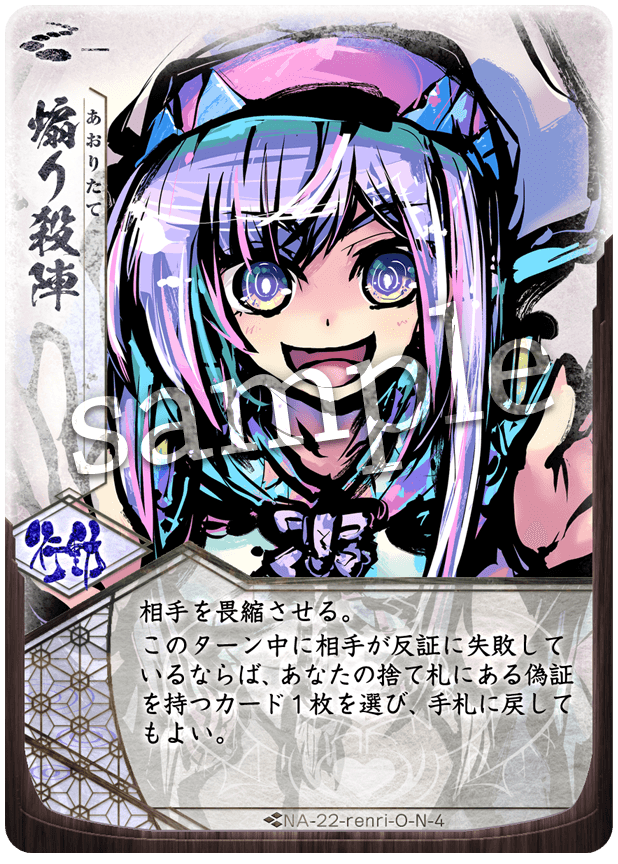 煽り殺陣
あおりたて
sample
行動
相手を畏縮させる。
このターン中に相手が反証に失敗して
いるならば、あなたの捨て札にある偽証
を持つカード1枚を選び、手札に戻して
もよい。
NA-22-renri-O-N-4